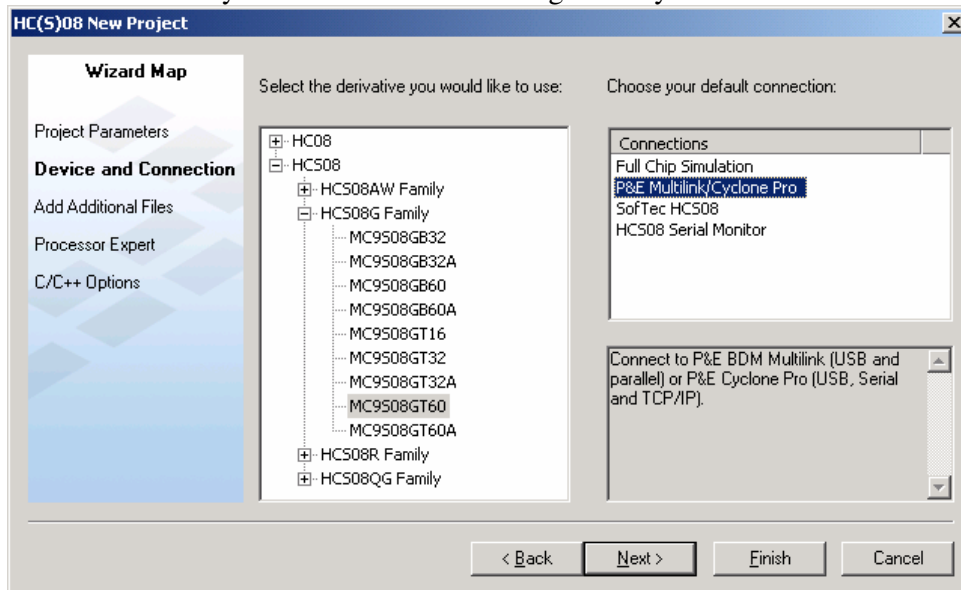 HC(S)08 New Project
Wizard Map
Project Parameters
Device and Connection
Add Additional Files
Processor Expert
C/C++ Options
Select the derivative you would like to use:
HC08
HCS08
HCS08AW Family
HCS08G Family
MC9S08GB32
MC9S08GB32A
MC9S08GB60
MC9S08GB60A
MC9S08GT16
MC9S08GT32
MC9S08GT32A
MC9S08GT60
MC9S08GT60A
HCS08R Family
HCS08QG Family
Choose your default connection:
Connections
Full Chip Simulation
P&E Multilink/Cyclone Pro
SofTec HCS08
HCS08 Serial Monitor
Connect to P&E BDM Multilink (USB and
parallel) or P&E Cyclone Pro (USB, Serial
and TCP/IP).
< Back
Next >
Finish
Cancel